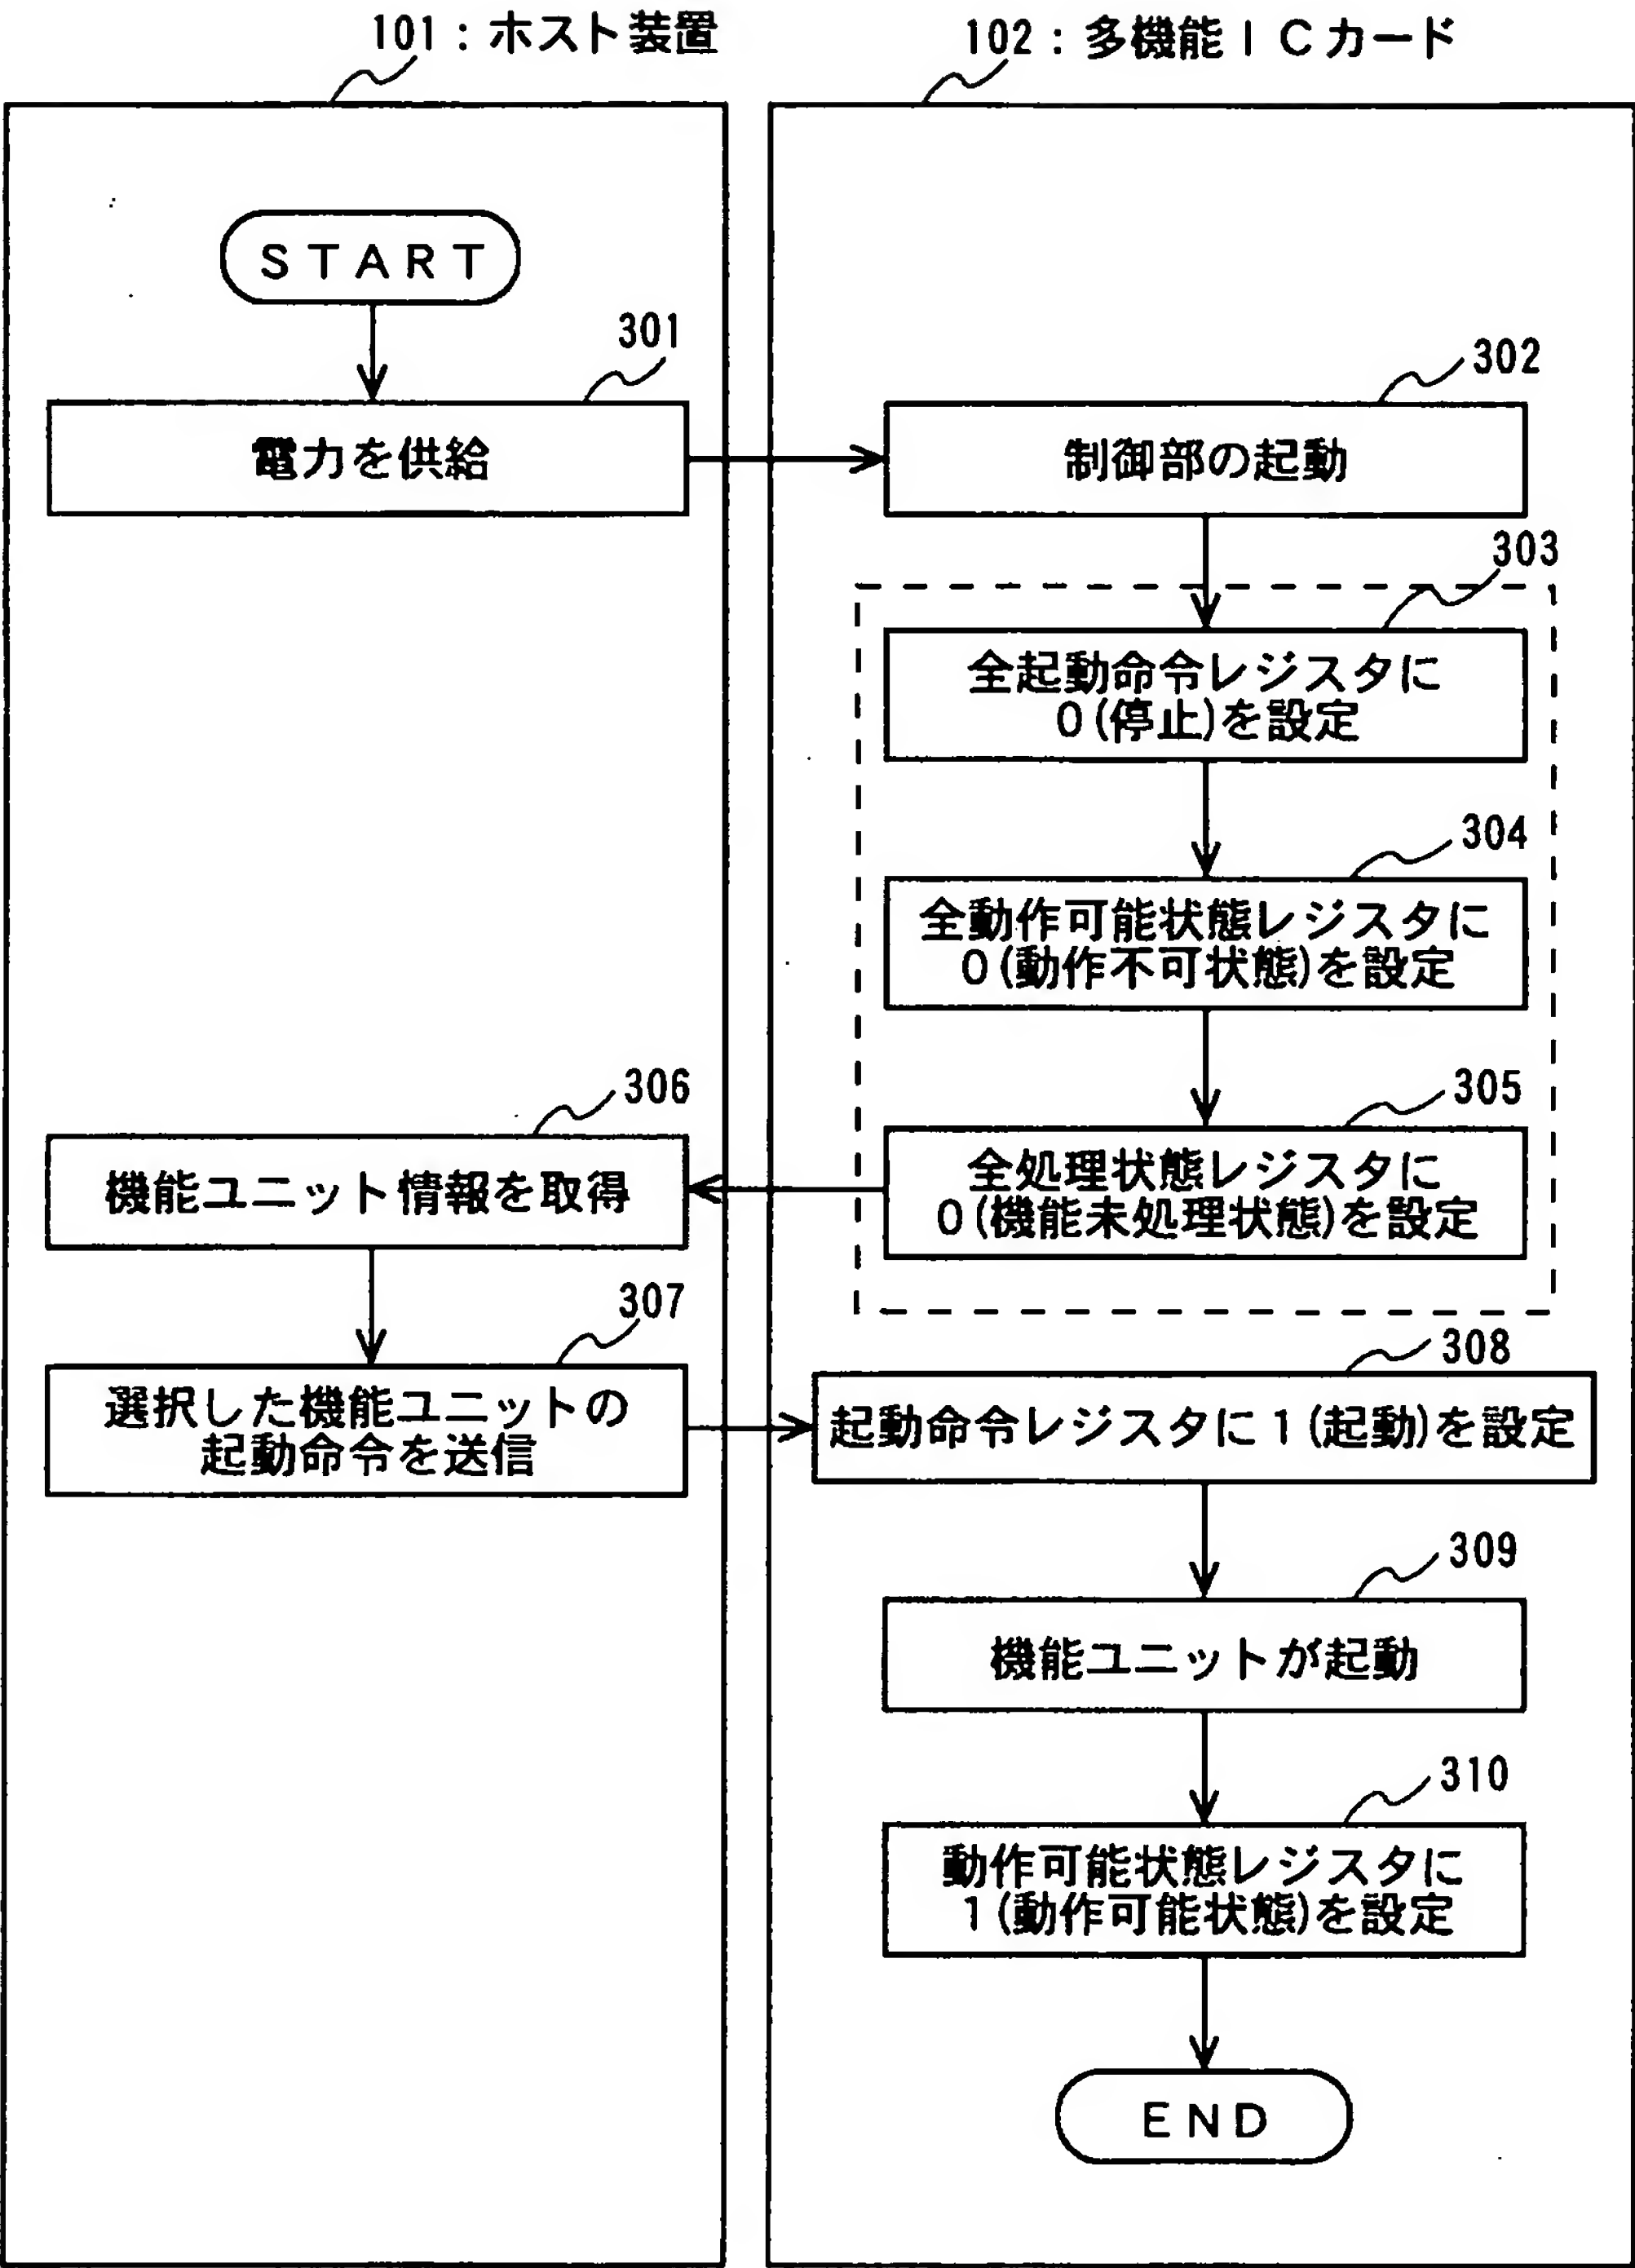 101：ホスト装置
102：多機能ＩＣカード
ＳＴＡＲＴ
301
電力を供給
302
制御部の起動
303
全起動命令レジスタに
0(停止)を設定
304
全動作可能状態レジスタに
0(動作不可状態)を設定
305
全処理状態レジスタに
0(機能未処理状態)を設定
306
機能ユニット情報を取得
307
選択した機能ユニットの
起動命令を送信
308
起動命令レジスタに1(起動)を設定
309
機能ユニットが起動
310
動作可能状態レジスタに
1(動作可能状態)を設定
ＥＮＤ